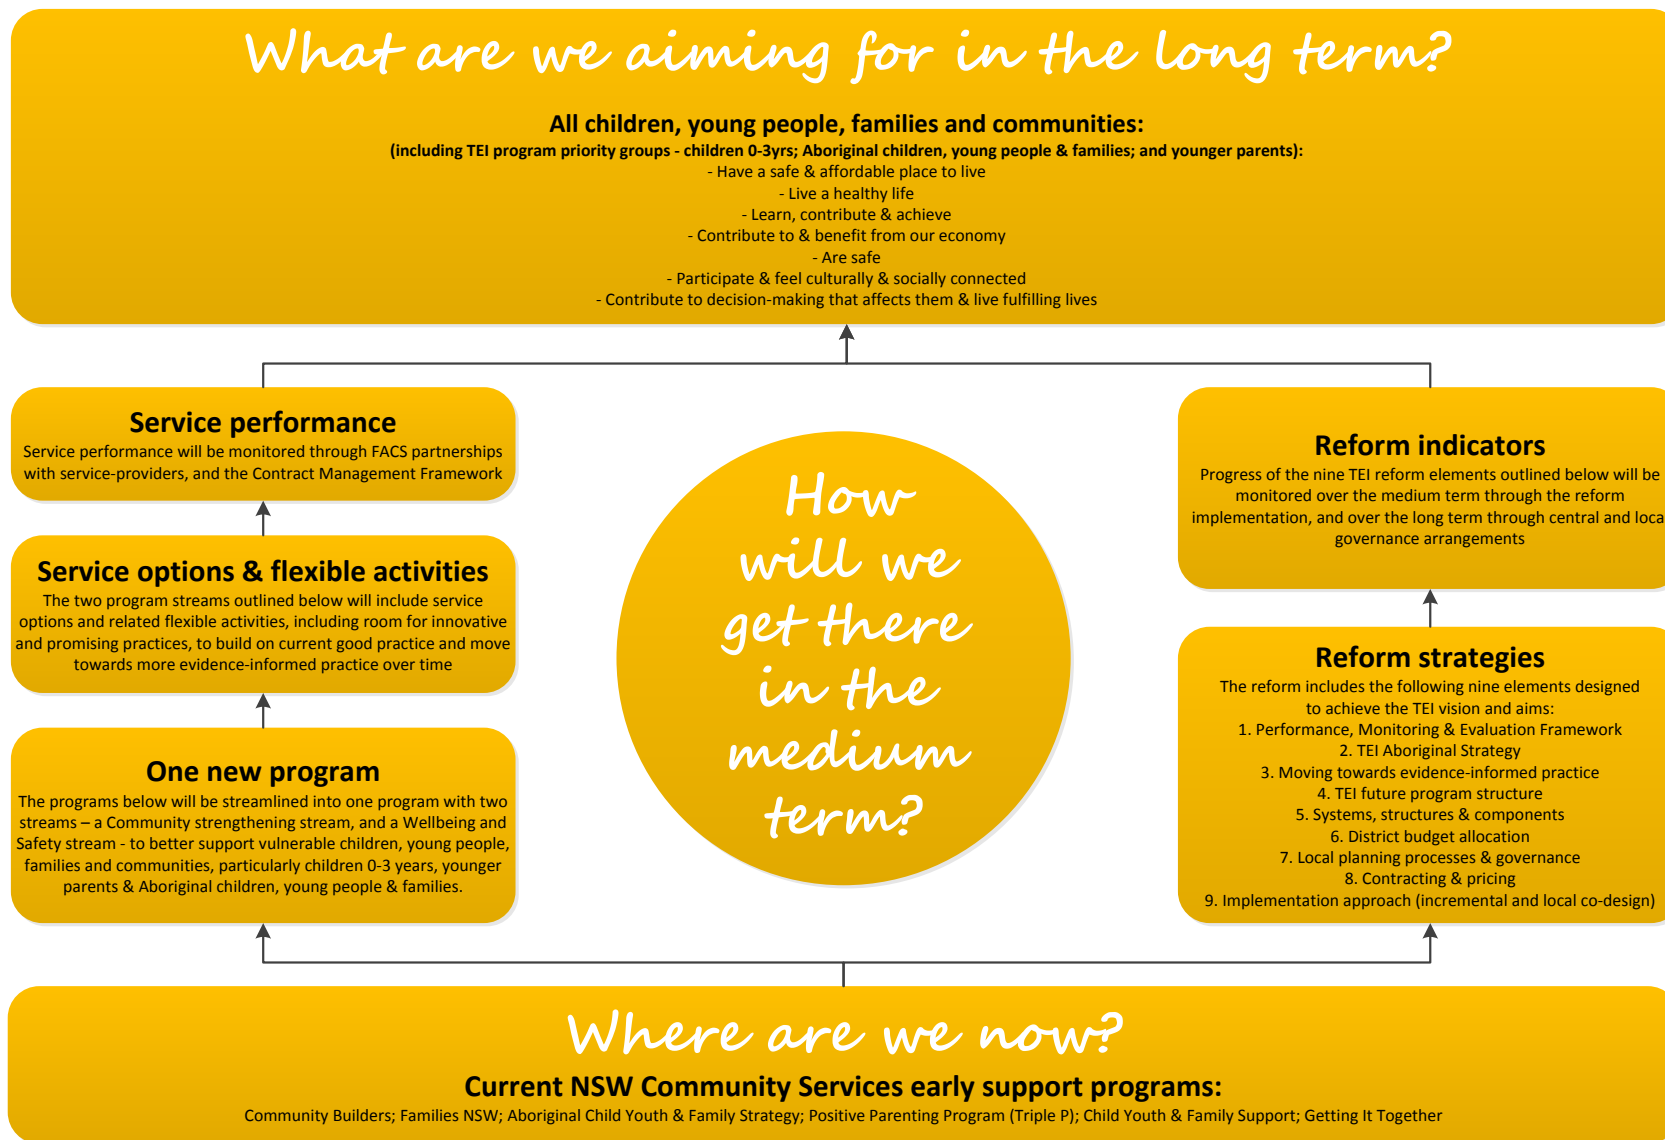 What are we aiming for in the long term?
All children, young people, families and communities:
(including TEI program priority groups - children 0-3yrs; Aboriginal children, young people & families; and younger parents):
- Have a safe & affordable place to live
- Live a healthy life
- Learn, contribute & achieve
- Contribute to & benefit from our economy
- Are safe
- Participate & feel culturally & socially connected
- Contribute to decision-making that affects them & live fulfilling lives
Service performance
Service performance will be monitored through FACS partnerships
with service-providers, and the Contract Management Framework
Service options & flexible activities
The two program streams outlined below will include service
options and related flexible activities, including room for innovative
and promising practices, to build on current good practice and move
towards more evidence-informed practice over time
One new program
The programs below will be streamlined into one program with two
streams – a Community strengthening stream, and a Wellbeing and
Safety stream - to better support vulnerable children, young people,
families and communities, particularly children 0-3 years, younger
parents & Aboriginal children, young people & families.
How
will we
get there
in the
medium
term?
Reform indicators
Progress of the nine TEI reform elements outlined below will be
monitored over the medium term through the reform
implementation, and over the long term through central and loca
governance arrangements
Reform strategies
The reform includes the following nine elements designed
to achieve the TEI vision and aims:
1. Performance, Monitoring & Evaluation Framework
2. TEI Aboriginal Strategy
3. Moving towards evidence-informed practice
4. TEI future program structure
5. Systems, structures & components
6. District budget allocation
7. Local planning processes & governance
8. Contracting & pricing
9. Implementation approach (incremental and local co-design)
Where are we now?
Current NSW Community Services early support programs:
Community Builders; Families NSW; Aboriginal Child Youth & Family Strategy; Positive Parenting Program (Triple P); Child Youth & Family Support; Getting It Together